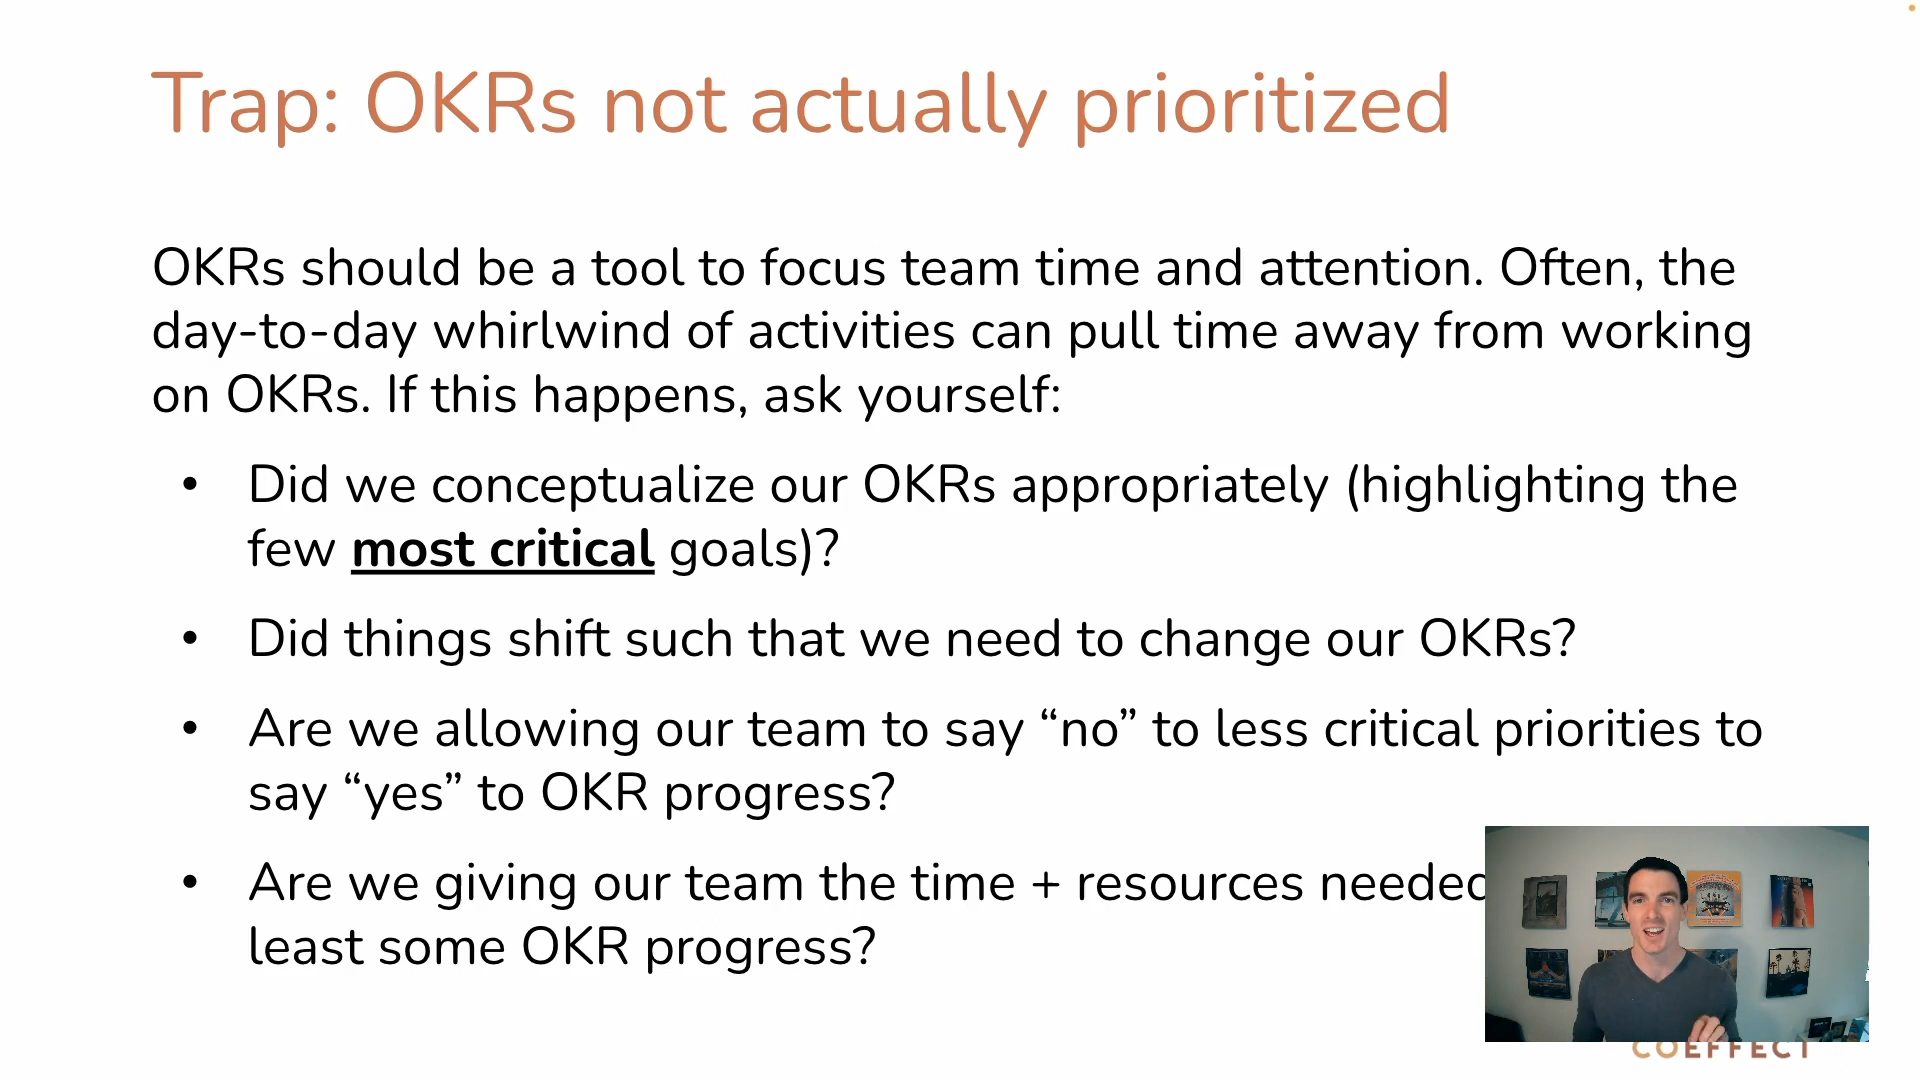 Trap: OKRs not actually prioritized
OKRs should be a tool to focus team time and attention. Often, the
day-to-day whirlwind of activities can pull time away from working
on OKRs. If this happens, ask yourself:
• Did we conceptualize our OKRs appropriately (highlighting the
few most critical goals)?
• Did things shift such that we need to change our OKRs?
• Are we allowing our team to say “no” to less critical priorities to
say “yes” to OKR progress?
• Are we giving our team the time + resources needed
least some OKR progress?
COEFFECT